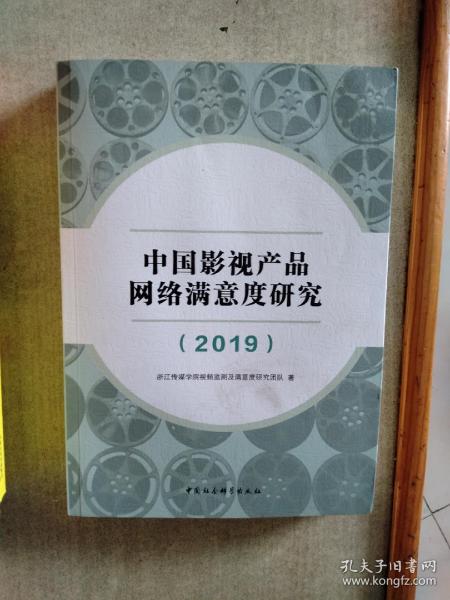 中国影视产品
网络满意度研究
（2019）
浙江传媒学院视频监测及满意度研究团队 著
中国社会科学出版社
孔夫子旧书网
www.kongfz.com